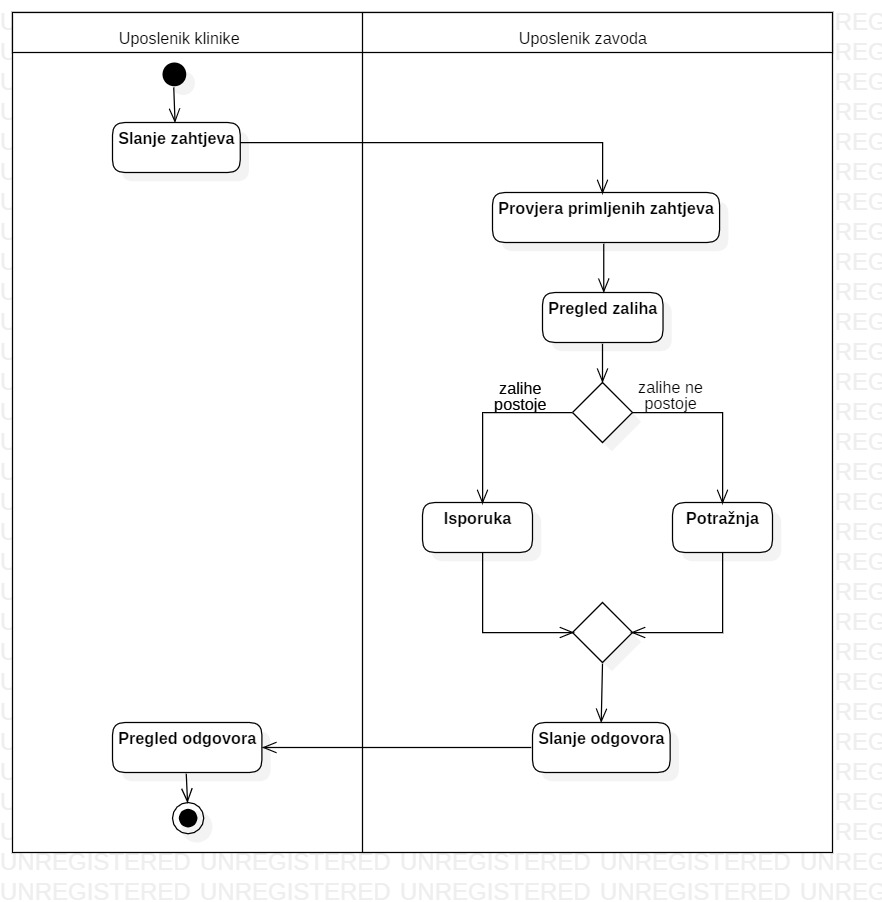 Uposlenik klinike
Uposlenik zavoda
Slanje zahtjeva
Provjera primljenih zahtjeva
Pregled zaliha
zalihe
postoje
zalihe ne
postoje
Isporuka
Potražnja
Pregled odgovora
Slanje odgovora
UNREGISTERED UNREGISTERED UNREGISTERED UNREGISTERED UNREG
UNREGISTERED UNREGISTERED UNREGISTERED UNREGISTERED UNREG